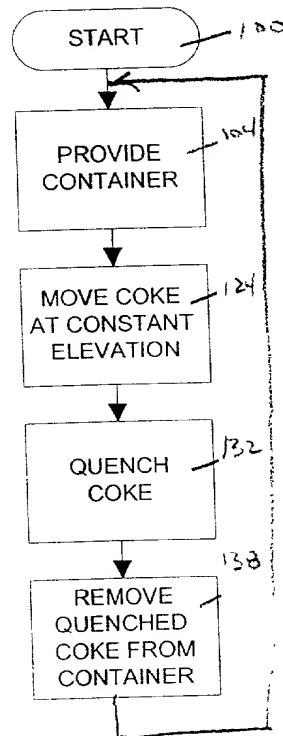 START
100
PROVIDE
CONTAINER
104
MOVE COKE
AT CONSTANT
ELEVATION
124
QUENCH
COKE
132
REMOVE
QUENCHED
COKE FROM
CONTAINER
138